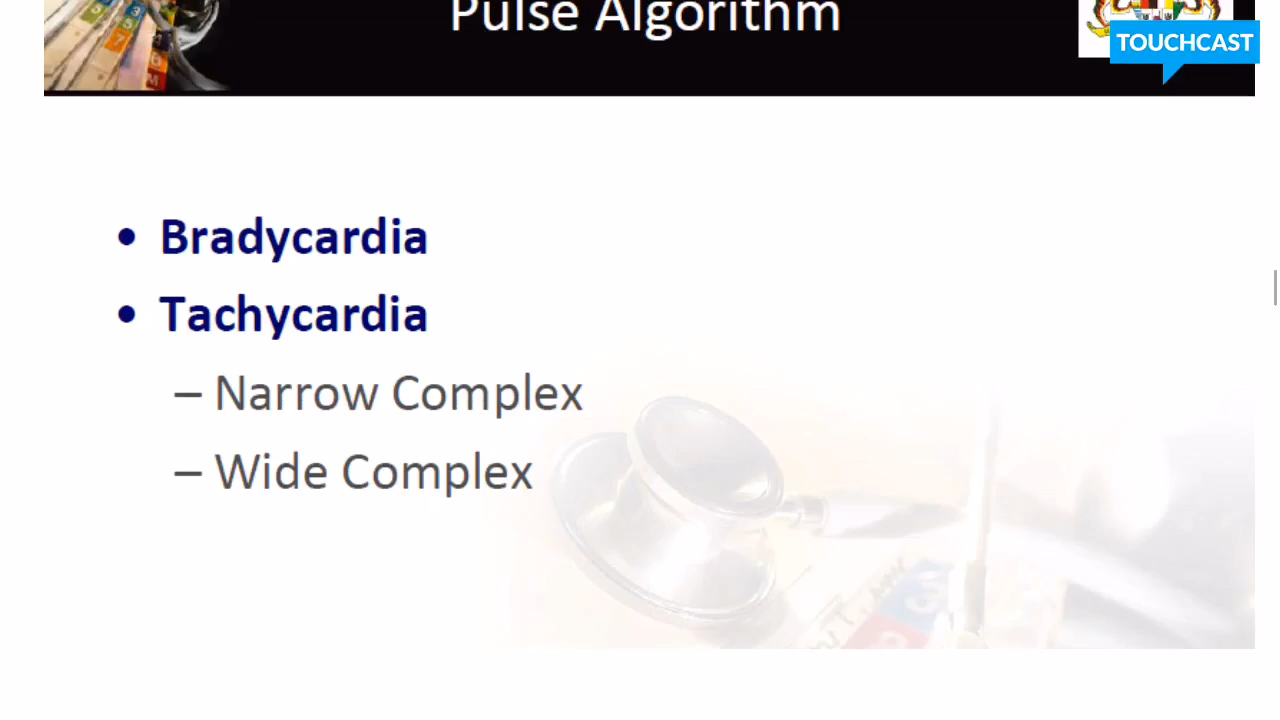 Pulse Algorithm
TOUCHCAST
• Bradycardia
• Tachycardia
– Narrow Complex
– Wide Complex